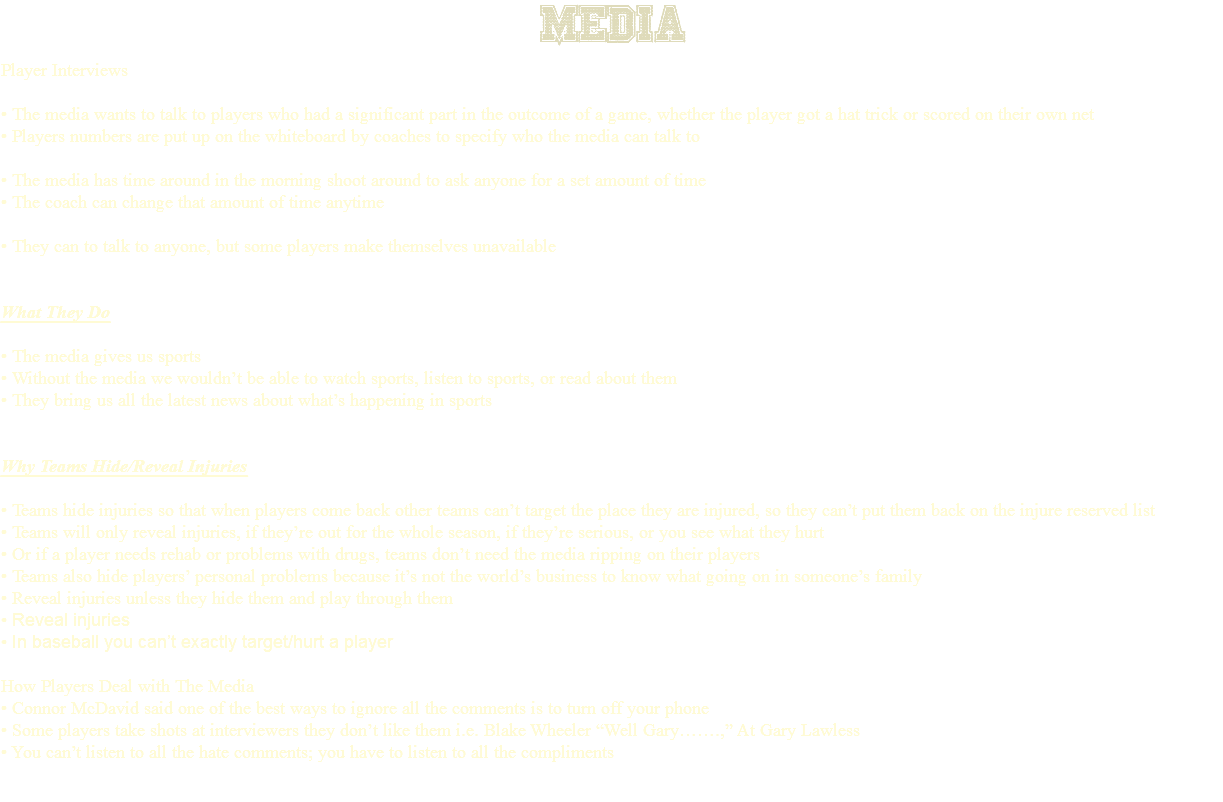 MEDIA
Player Interviews
• The media wants to talk to players who had a significant part in the outcome of a game, whether the player got a hat trick or scored on their own net
• Players numbers are put up on the whiteboard by coaches to specify who the media can talk to
• The media has time around in the morning shoot around to ask anyone for a set amount of time
• The coach can change that amount of time anytime
• They can to talk to anyone, but some players make themselves unavailable
What They Do
• The media gives us sports
• Without the media we wouldn't be able to watch sports, listen to sports, or read about them
• They bring us all the latest news about what's happening in sports
Why Teams Hide/Reveal Injuries
• Teams hide injuries so that when players come back other teams can't target the place they are injured, so they can't put them back on the injure reserved list
• Teams will only reveal injuries, if they're out for the whole season, if they're serious, or you see what they hurt
• Or if a player needs rehab or problems with drugs, teams don't need the media ripping on their players
• Teams also hide players' personal problems because it's not the world's business to know what going on in someone's family
• Reveal injuries unless they hide them and play through them
• Reveal injuries
• In baseball you can't exactly target/hurt a player
How Players Deal with The Media
• Connor McDavid said one of the best ways to ignore all the comments is to turn off your phone
• Some players take shots at interviewers they don't like them i.e. Blake Wheeler "Well Gary........" At Gary Lawless
• You can't listen to all the hate comments; you have to listen to all the compliments